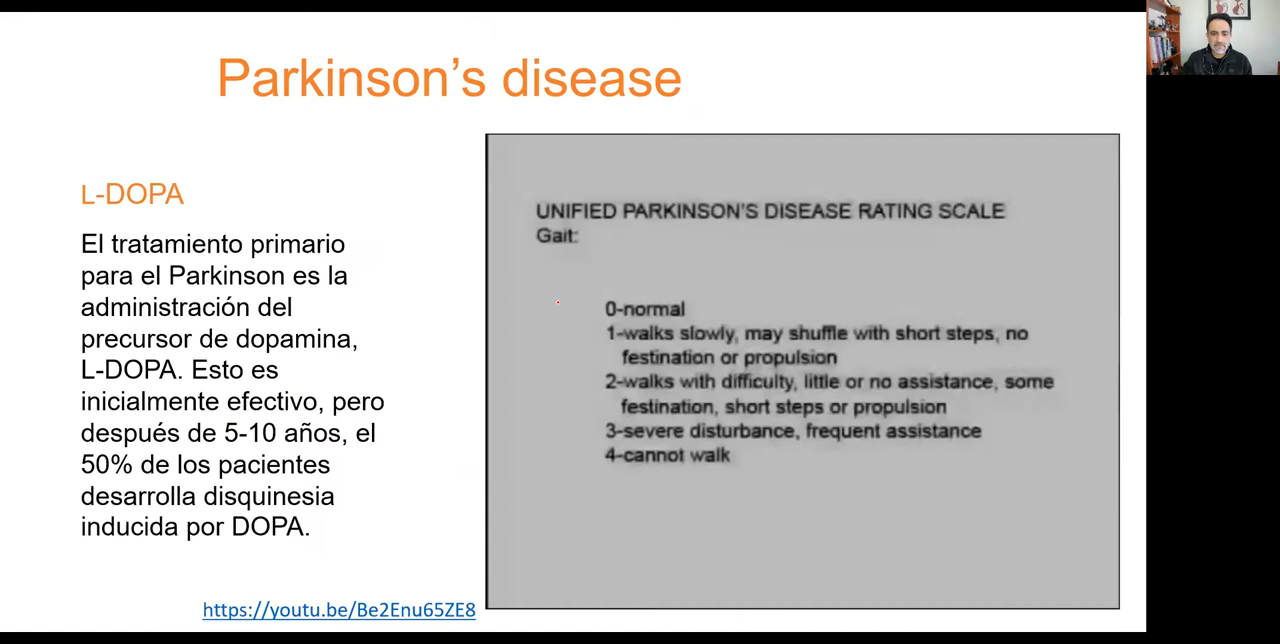 Parkinson’s disease
L-DOPA
El tratamiento primario
para el Parkinson es la
administración del
precursor de dopamina,
L-DOPA. Esto es
inicialmente efectivo, pero
después de 5-10 años, el
50% de los pacientes
desarrolla disquinesia
inducida por DOPA.
https://youtu.be/Be2Enu65ZE8
UNIFIED PARKINSON'S DISEASE RATING SCALE
Gait:
0-normal
1-walks slowly, may shuffle with short steps, no
festination or propulsion
2-walks with difficulty, little or no assistance, some
festination, short steps or propulsion
3-severe disturbance, frequent assistance
4-cannot walk